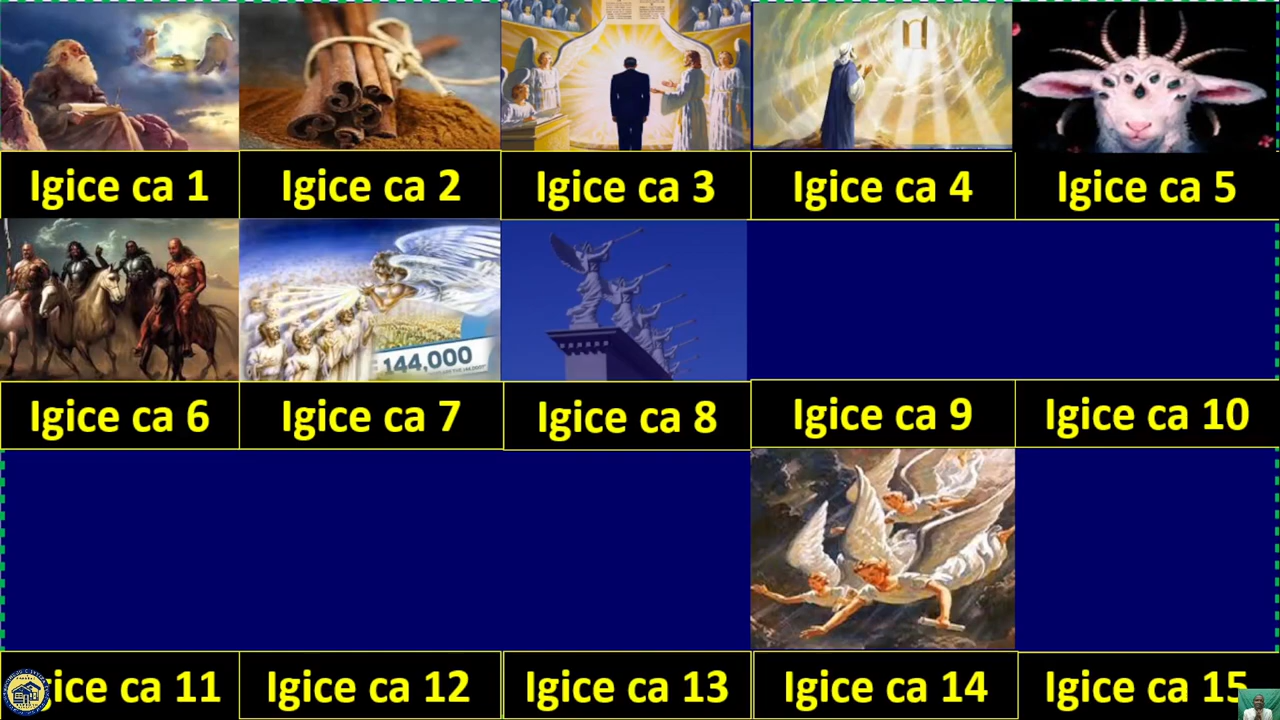 Igice ca 1
Igice ca 2
Igice ca 3
Igice ca 4
Igice ca 5
Igice ca 6
144,000
Igice ca 7
Igice ca 8
Igice ca 9
Igice ca 10
ice ca 11
Igice ca 12
Igice ca 13
Igice ca 14
Igice ca 15